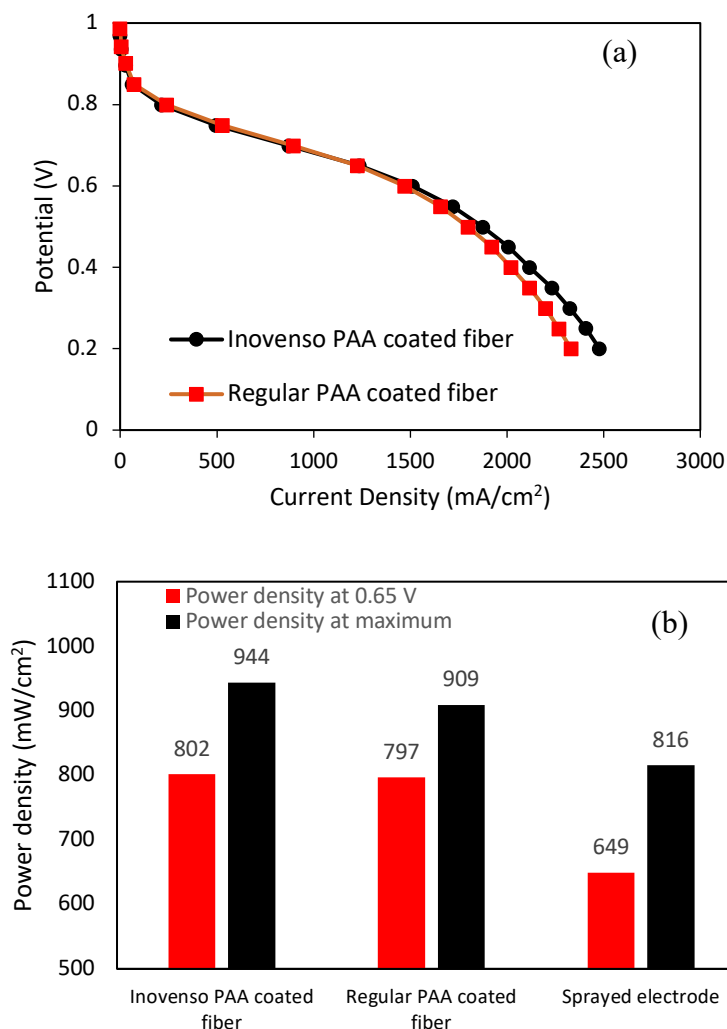 (a)
1
0.8
0.6
0.4
0.2
0
Potential (V)
Inovenso PAA coated fiber
Regular PAA coated fiber
0 500 1000 1500 2000 2500 3000
Current Density (mA/cm²)
(b)
Power density at 0.65 V
Power density at maximum
1100
1000
900
800
700
600
500
Power density (mW/cm²)
802
944
797
909
649
816
Inovenso PAA coated
fiber
Regular PAA coated
fiber
Sprayed electrode